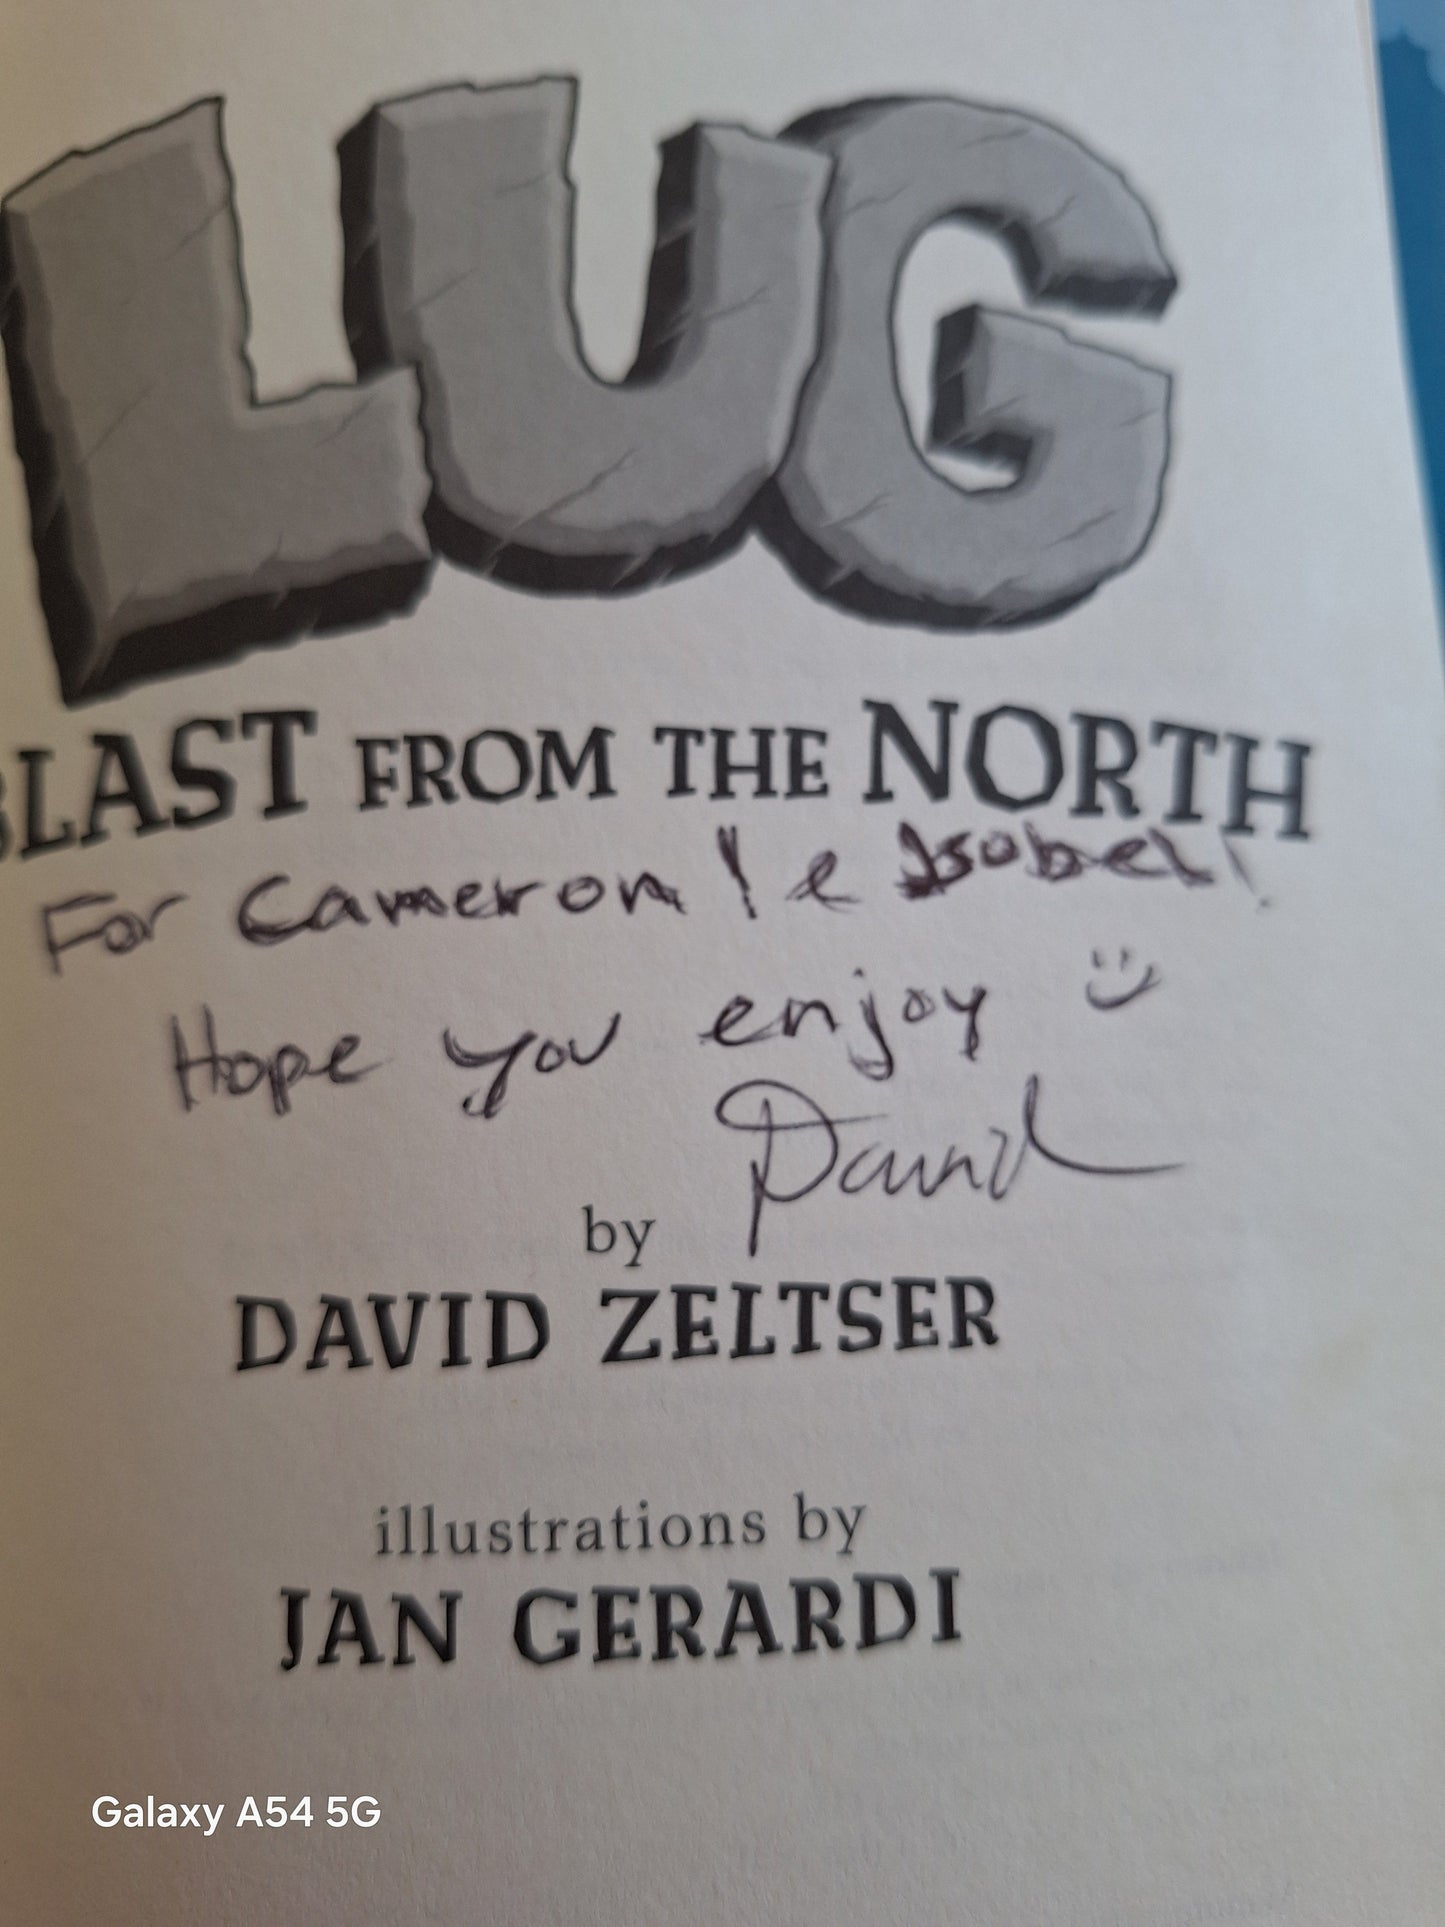 LUG
BLAST FROM THE NORTH
For Cameron! & Isobel!
Hope you enjoy :)
David
by
DAVID ZELTSER
illustrations by
JAN GERARDI
Galaxy A54 5G